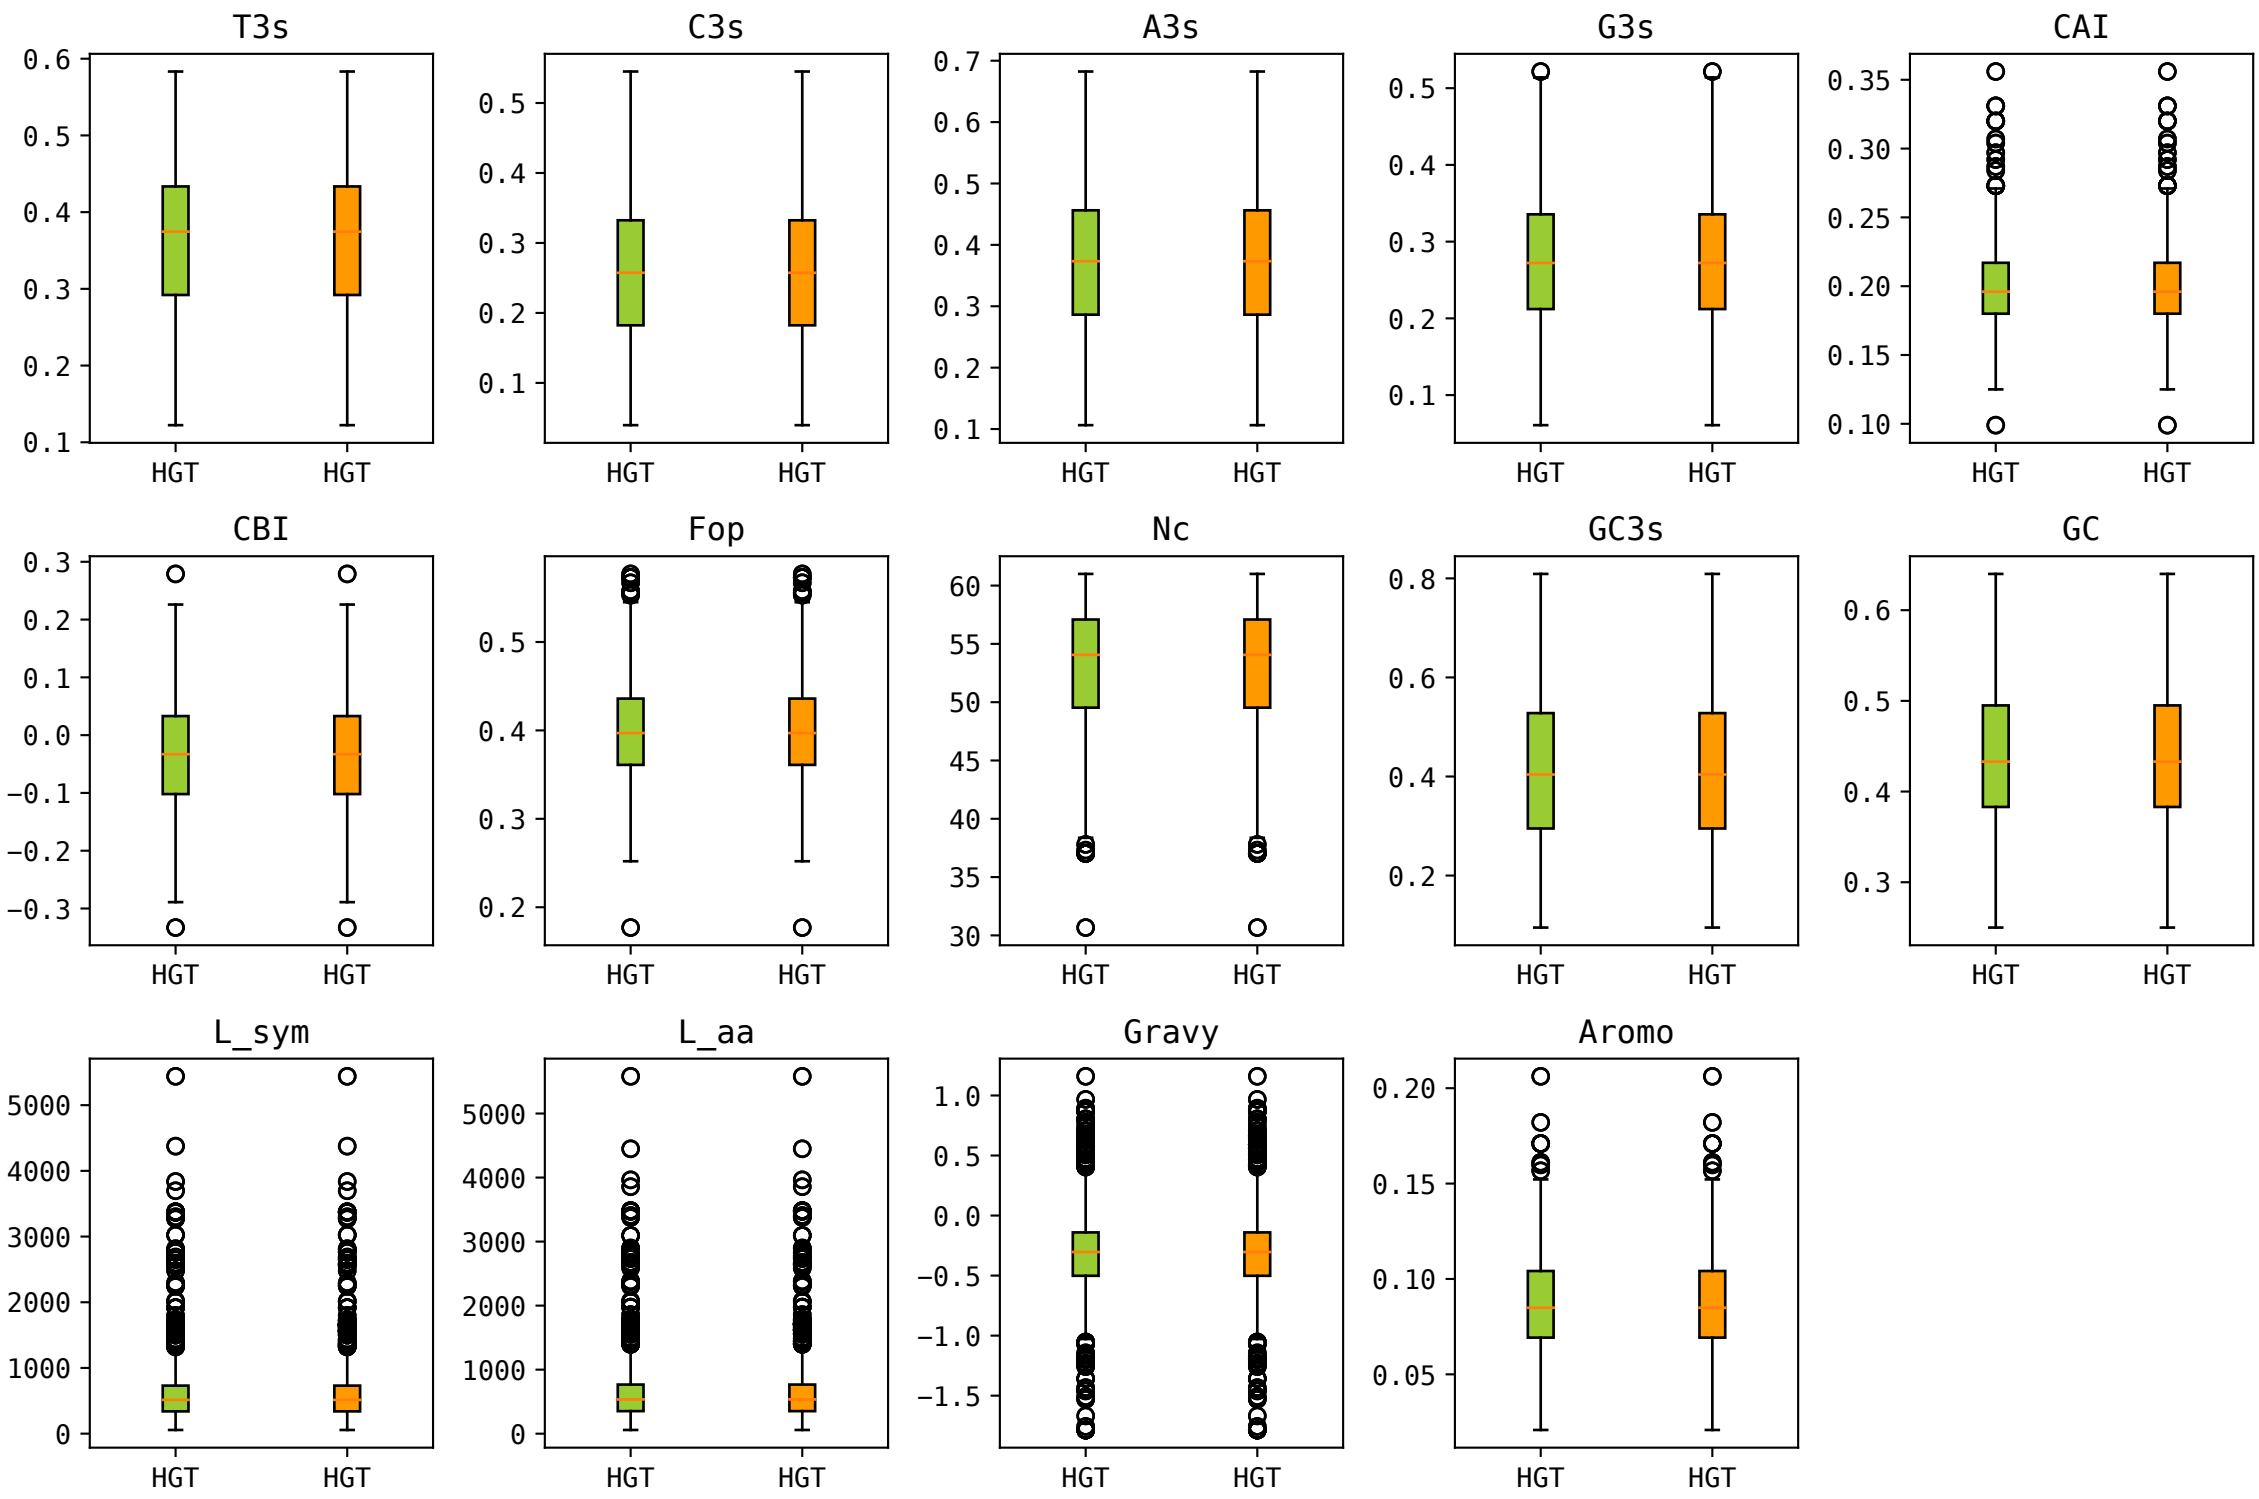 T3s C3s A3s G3s CAI
0.6 0.5 0.4 0.3 0.2 0.1
0.5 0.4 0.3 0.2 0.1
0.7 0.6 0.5 0.4 0.3 0.2 0.1
0.5 0.4 0.3 0.2 0.1
0.35 0.30 0.25 0.20 0.15 0.10
HGT HGT HGT HGT HGT HGT HGT HGT HGT HGT
CBI Fop Nc GC3s GC
0.3 0.2 0.1 0.0 −0.1 −0.2 −0.3
0.5 0.4 0.3 0.2
60 55 50 45 40 35 30
0.8 0.6 0.4 0.2
0.6 0.5 0.4 0.3
HGT HGT HGT HGT HGT HGT HGT HGT HGT HGT
L_sym L_aa Gravy Aromo
5000 4000 3000 2000 1000 0
5000 4000 3000 2000 1000 0
1.0 0.5 0.0 −0.5 −1.0 −1.5
0.20 0.15 0.10 0.05
HGT HGT HGT HGT HGT HGT HGT HGT